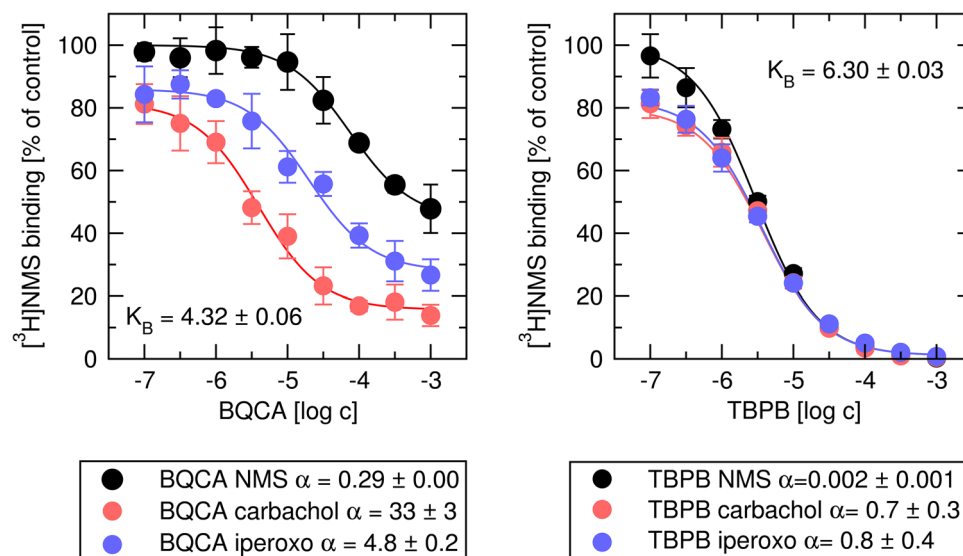 [³H]NMS binding [% of control]
100
80
60
40
20
0
K_B = 4.32 ± 0.06
-7 -6 -5 -4 -3
BQCA [log c]
BQCA NMS α = 0.29 ± 0.00
BQCA carbachol α = 33 ± 3
BQCA iperoxo α = 4.8 ± 0.2
[³H]NMS binding [% of control]
100
80
60
40
20
0
K_B = 6.30 ± 0.03
-7 -6 -5 -4 -3
TBPB [log c]
TBPB NMS α=0.002 ± 0.001
TBPB carbachol α= 0.7 ± 0.3
TBPB iperoxo α= 0.8 ± 0.4